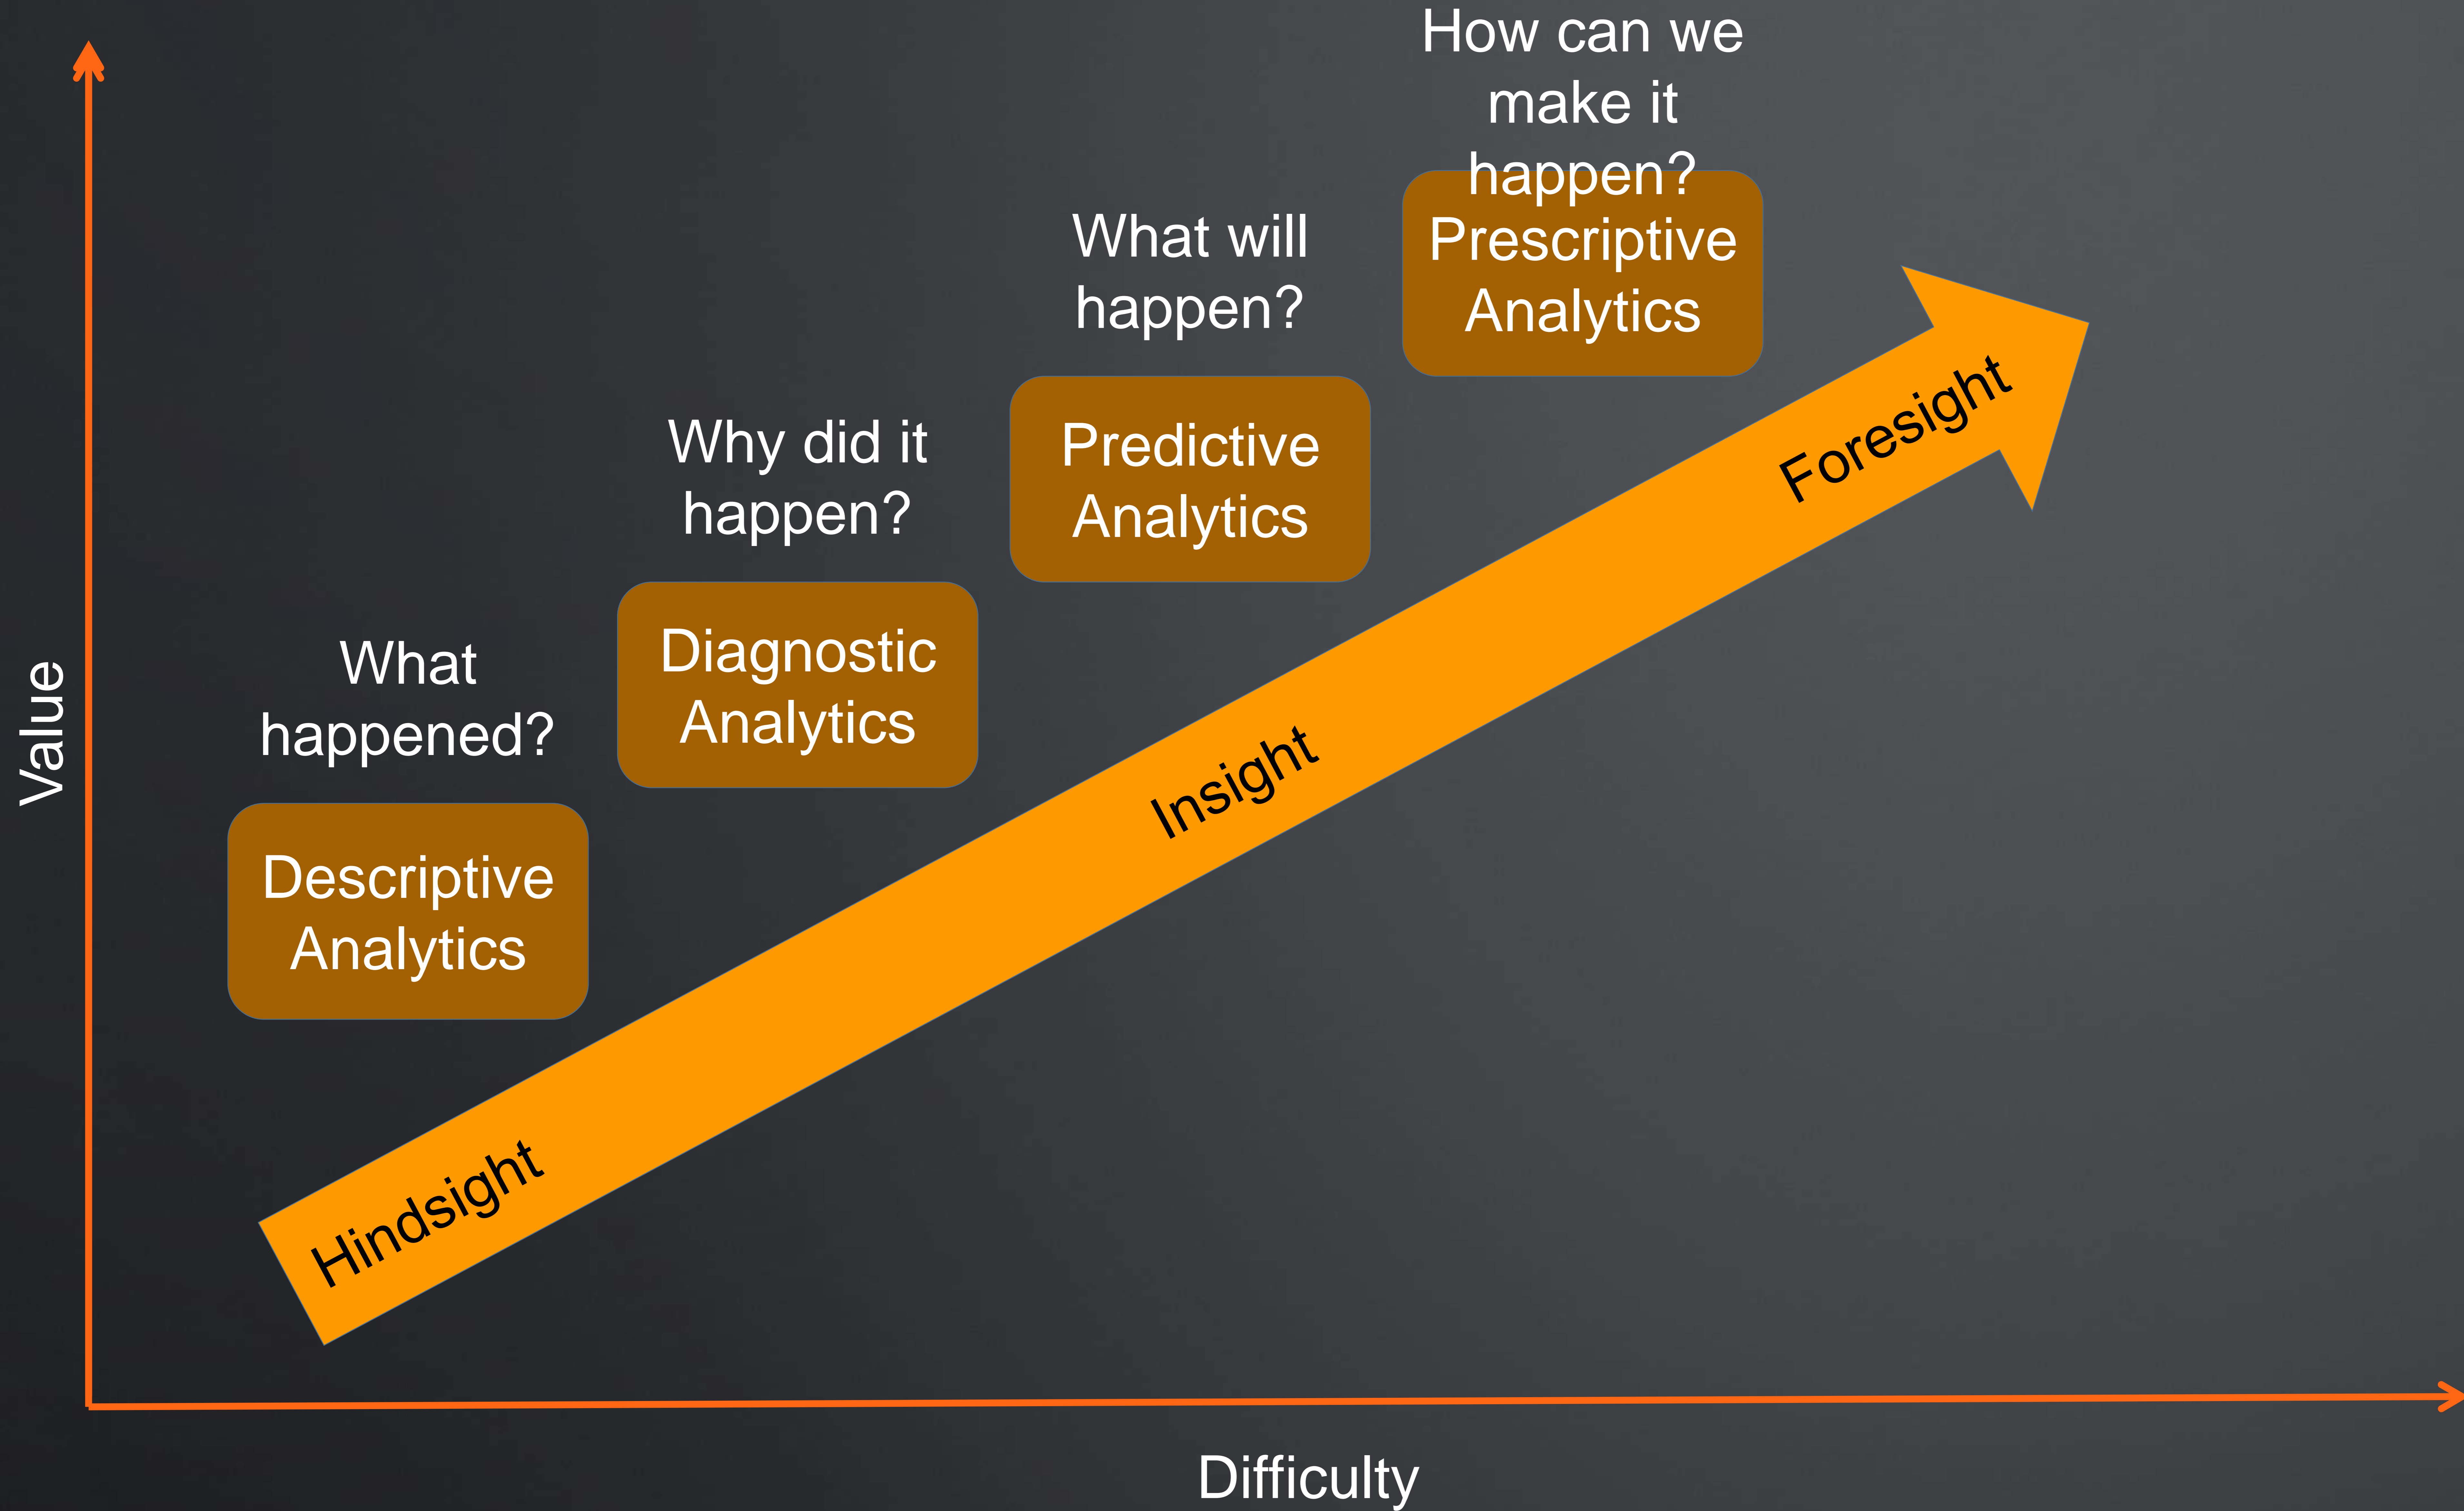 How can we
make it
happen?
Prescriptive
Analytics
What will
happen?
Predictive
Analytics
Why did it
happen?
Diagnostic
Analytics
What
happened?
Descriptive
Analytics
Value
Hindsight
Insight
Foresight
Difficulty